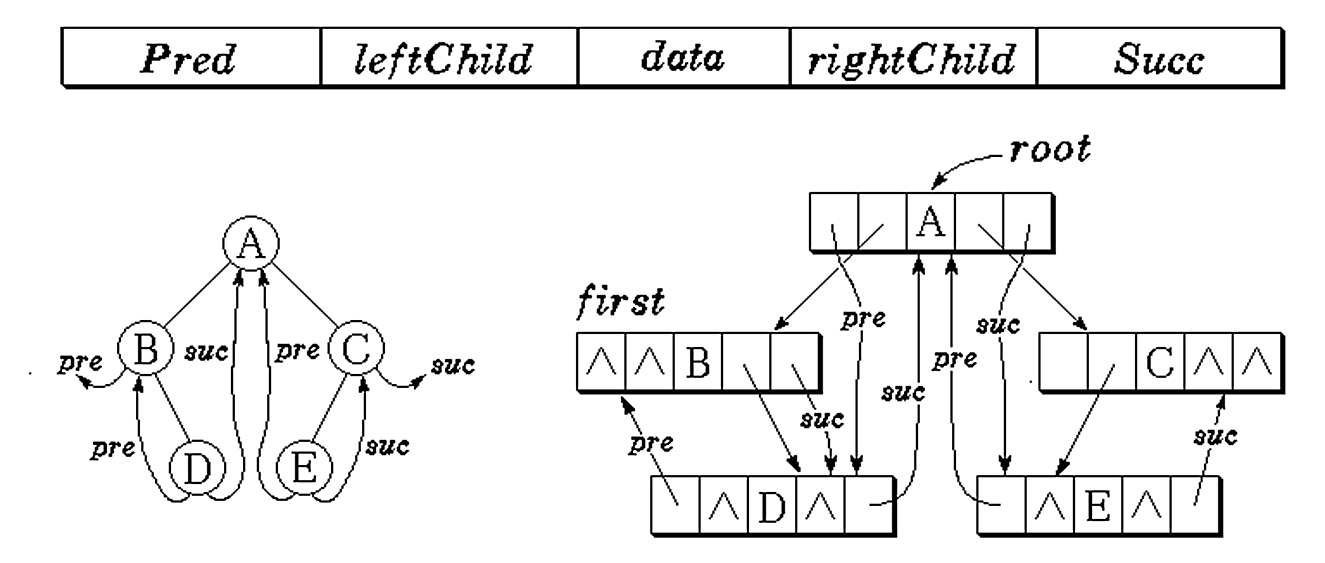 Pred leftChild data rightChild Succ
root
A
A
first
pre suc pre
B suc pre C suc
pre
∧ ∧ B
C ∧ ∧
suc
pre suc
pre suc
pre suc
D E
∧ D ∧
∧ E ∧